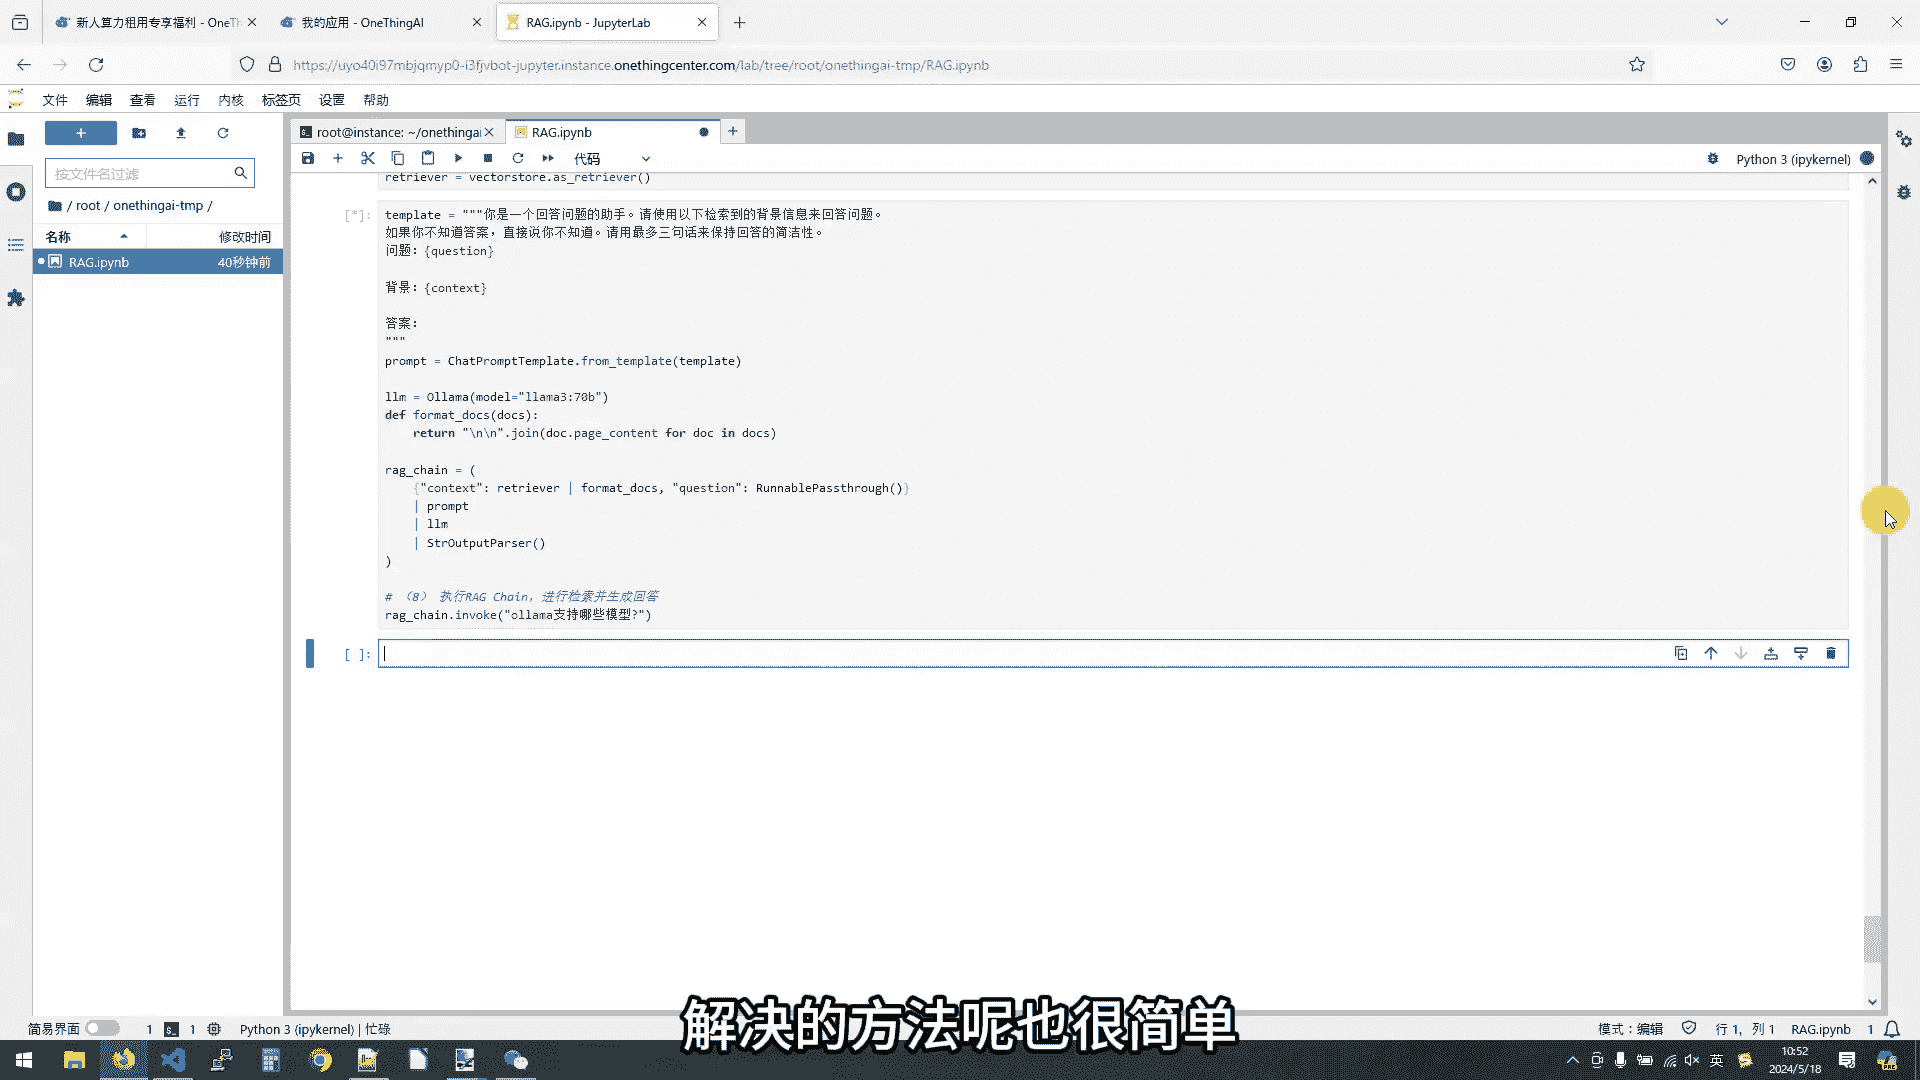 新人算力租用专享福利 - OneTh
我的应用 - OneThingAI
RAG.ipynb - JupyterLab
https://uyo40i97mbjqmyp0-i3fjvbot-jupyter.instance.onethingcenter.com/lab/tree/root/onethingai-tmp/RAG.ipynb
文件 编辑 查看 运行 内核 标签页 设置 帮助
root@instance: ~/onethingai
RAG.ipynb
代码
Python 3 (ipykernel)
按文件名过滤
/ root / onethingai-tmp /
名称 修改时间
RAG.ipynb 40秒钟前
retriever = vectorstore.as_retriever()
[*]:
template = """你是一个回答问题的助手。请使用以下检索到的背景信息来回答问题。
如果你不知道答案，直接说你不知道。请用最多三句话来保持回答的简洁性。
问题：{question}
背景：{context}
答案：
"""
prompt = ChatPromptTemplate.from_template(template)
llm = Ollama(model="llama3:70b")
def format_docs(docs):
    return "\n\n".join(doc.page_content for doc in docs)
rag_chain = (
    {"context": retriever | format_docs, "question": RunnablePassthrough()}
    | prompt
    | llm
    | StrOutputParser()
)
# （8） 执行RAG Chain，进行检索并生成回答
rag_chain.invoke("ollama支持哪些模型?")
[ ]:
解决的方法呢也很简单
简易界面 1 1 Python 3 (ipykernel) | 忙碌
模式：编辑 行 1，列 1 RAG.ipynb 1
英
10:52
2024/5/18